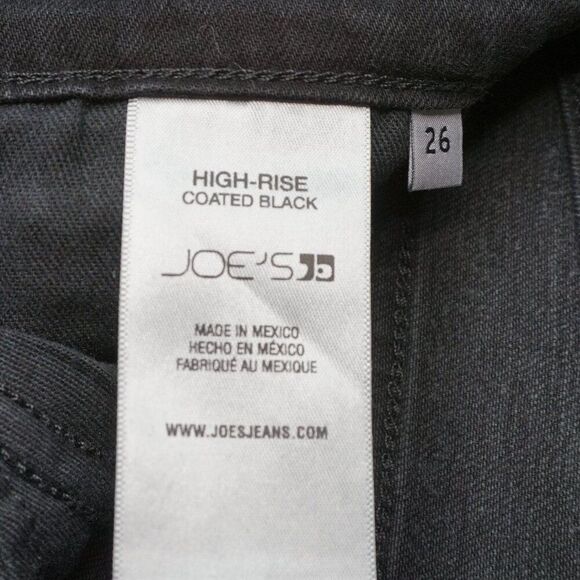 HIGH-RISE
COATED BLACK
JOE'S
MADE IN MEXICO
HECHO EN MÉXICO
FABRIQUÉ AU MEXIQUE
WWW.JOESJEANS.COM
26